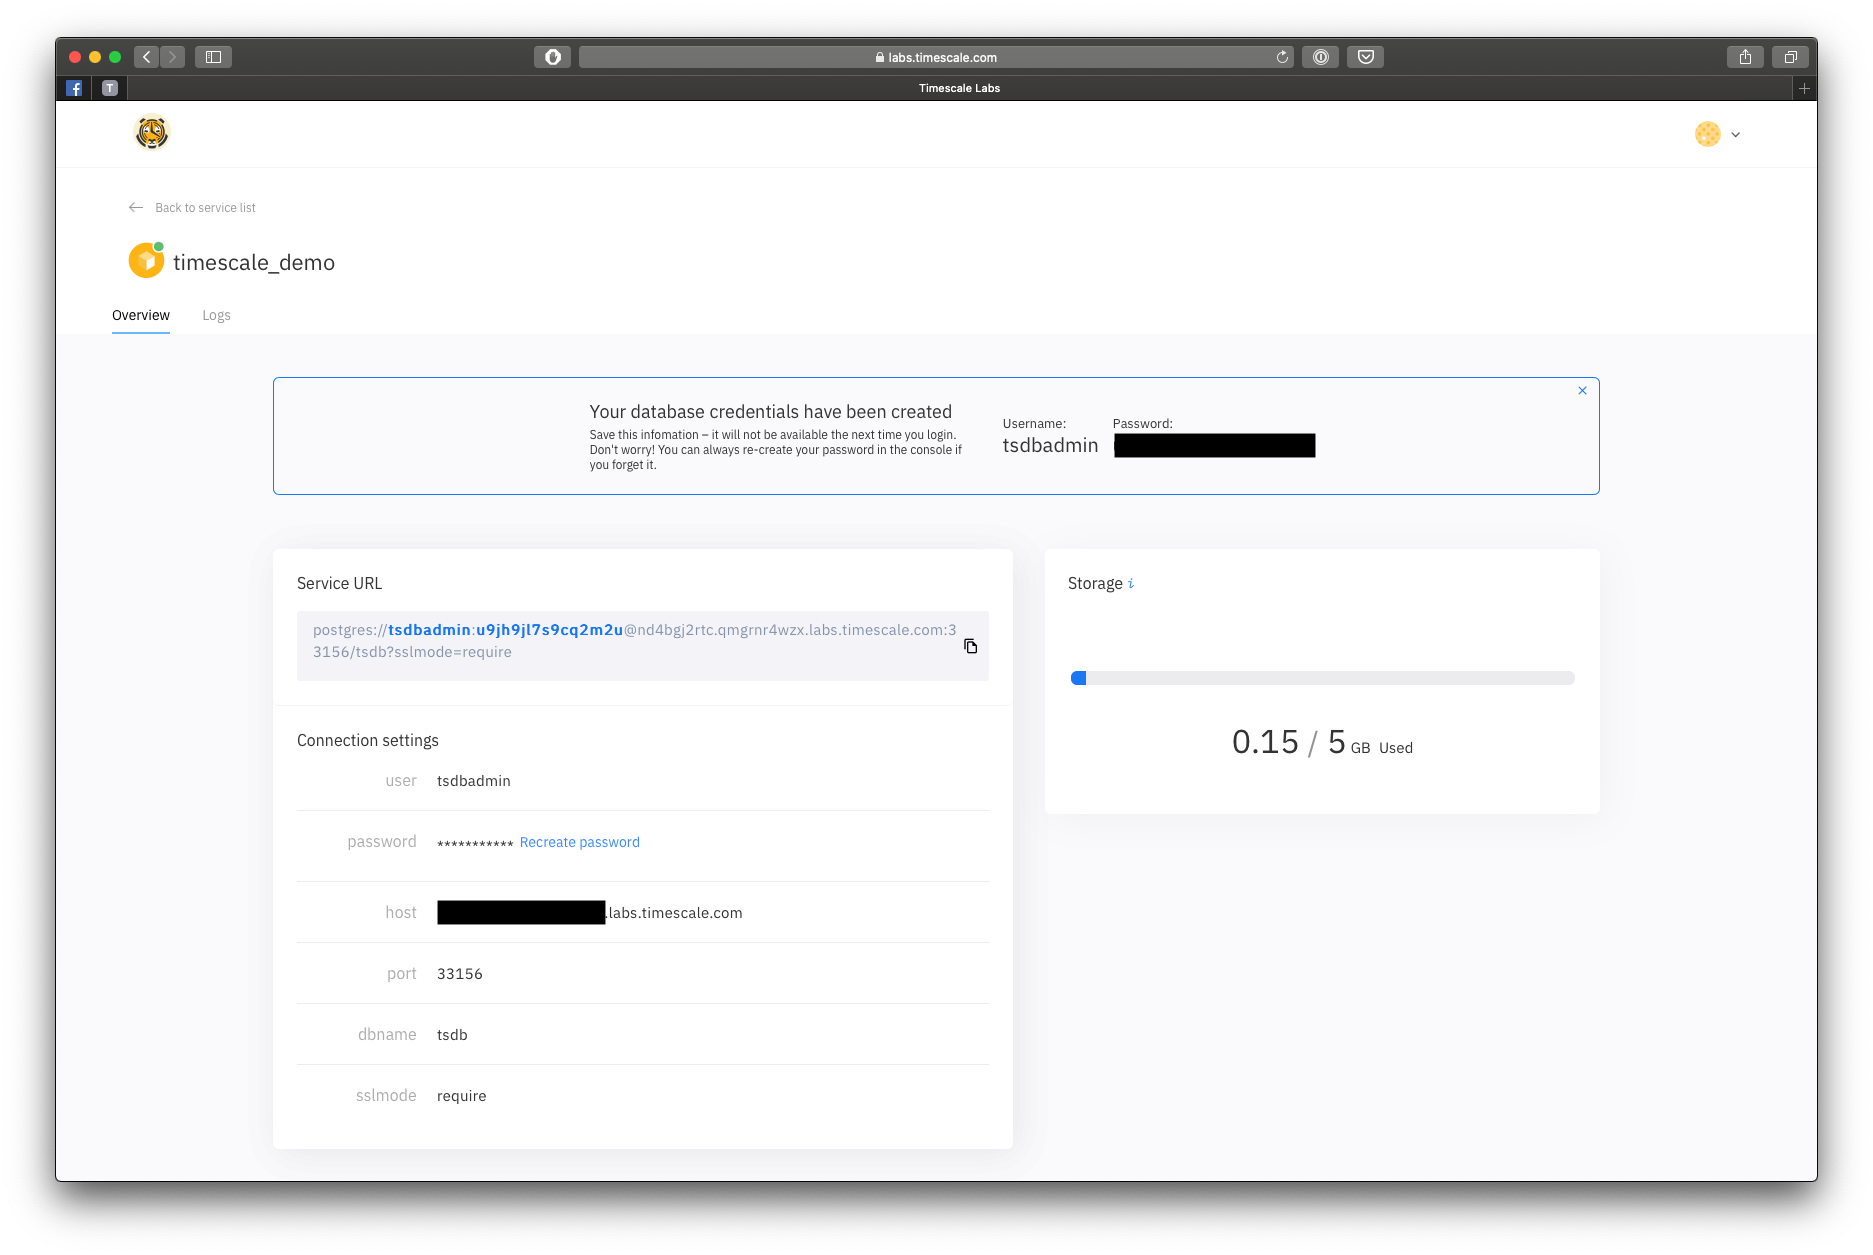 labs.timescale.com
T
Timescale Labs
Back to service list
timescale_demo
Overview
Logs
Your database credentials have been created
Save this infomation – it will not be available the next time you login.
Don't worry! You can always re-create your password in the console if
you forget it.
Username:
tsdbadmin
Password:
Service URL
postgres://tsdbadmin:u9jh9jl7s9cq2m2u@nd4bgj2rtc.qmgrnr4wzx.labs.timescale.com:3
3156/tsdb?sslmode=require
Connection settings
user tsdbadmin
password *********** Recreate password
host .labs.timescale.com
port 33156
dbname tsdb
sslmode require
Storage i
0.15 / 5 GB Used